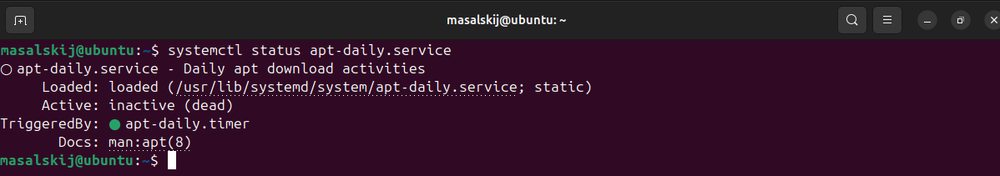 masalskij@ubuntu: ~
masalskij@ubuntu:~$ systemctl status apt-daily.service
○ apt-daily.service - Daily apt download activities
     Loaded: loaded (/usr/lib/systemd/system/apt-daily.service; static)
     Active: inactive (dead)
TriggeredBy: ● apt-daily.timer
       Docs: man:apt(8)
masalskij@ubuntu:~$